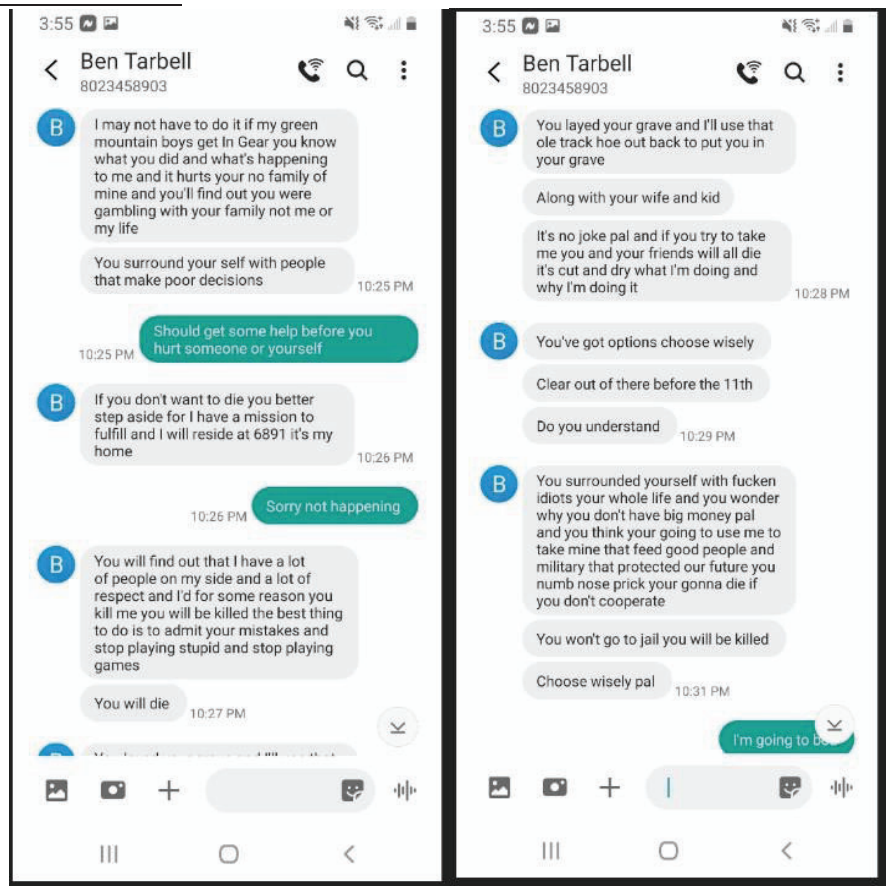 3:55
Ben Tarbell
8023458903
B
I may not have to do it if my green
mountain boys get In Gear you know
what you did and what's happening
to me and it hurts your no family of
mine and you'll find out you were
gambling with your family not me or
my life
You surround your self with people
that make poor decisions
10:25 PM
Should get some help before you
hurt someone or yourself
10:25 PM
B
If you don't want to die you better
step aside for I have a mission to
fulfill and I will reside at 6891 it's my
home
10:26 PM
Sorry not happening
10:26 PM
B
You will find out that I have a lot
of people on my side and a lot of
respect and I'd for some reason you
kill me you will be killed the best thing
to do is to admit your mistakes and
stop playing stupid and stop playing
games
You will die
10:27 PM
3:55
Ben Tarbell
8023458903
B
You layed your grave and I'll use that
ole track hoe out back to put you in
your grave
Along with your wife and kid
It's no joke pal and if you try to take
me you and your friends will all die
it's cut and dry what I'm doing and
why I'm doing it
10:28 PM
B
You've got options choose wisely
Clear out of there before the 11th
Do you understand
10:29 PM
B
You surrounded yourself with fucken
idiots your whole life and you wonder
why you don't have big money pal
and you think your going to use me to
take mine that feed good people and
military that protected our future you
numb nose prick your gonna die if
you don't cooperate
You won't go to jail you will be killed
Choose wisely pal
10:31 PM
I'm going to